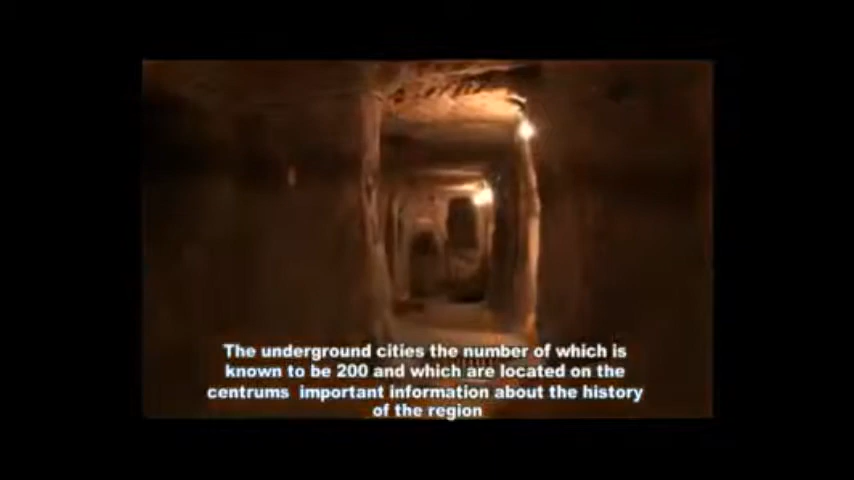 The underground cities the number of which is
known to be 200 and which are located on the
centrums important information about the history
of the region